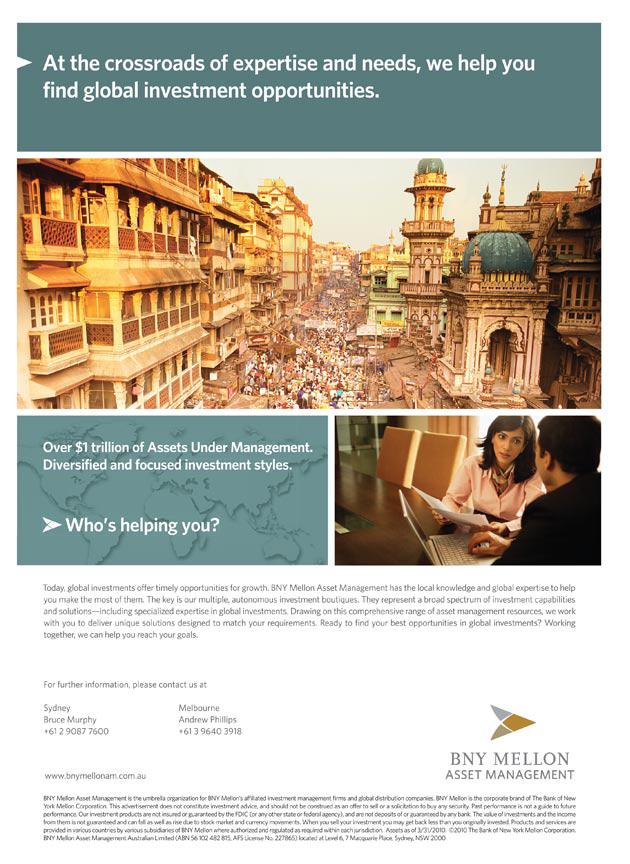 At the crossroads of expertise and needs, we help you
find global investment opportunities.
Over $1 trillion of Assets Under Management.
Diversified and focused investment styles.
Who's helping you?
Today, global investments offer timely opportunities for growth. BNY Mellon Asset Management has the local knowledge and global expertise to help
you make the most of them. The key is our multiple, autonomous investment boutiques. They represent a broad spectrum of investment capabilities
and solutions—including specialized expertise in global investments. Drawing on this comprehensive range of asset management resources, we work
with you to deliver unique solutions designed to match your requirements. Ready to find your best opportunities in global investments? Working
together, we can help you reach your goals.
For further information, please contact us at
Sydney
Bruce Murphy
+61 2 9087 7600
Melbourne
Andrew Phillips
+61 3 9640 3918
www.bnymellonam.com.au
BNY MELLON
ASSET MANAGEMENT
BNY Mellon Asset Management is the umbrella organization for BNY Mellon's affiliated investment management firms and global distribution companies. BNY Mellon is the corporate brand of The Bank of New
York Mellon Corporation. This advertisement does not constitute investment advice, and should not be construed as an offer to sell or a solicitation to buy any security. Past performance is not a guide to future
performance. Our investment products are not insured or guaranteed by the FDIC (or any other state or federal agency), and are not deposits of or guaranteed by any bank. The value of investments and the income
from them is not guaranteed and can fall as well as rise due to stock market and currency movements. When you sell your investment you may get back less than you originally invested. Products and services are
provided in various countries by various subsidiaries of BNY Mellon where authorized and regulated as required within each jurisdiction. Assets as of 3/31/2010. ©2010 The Bank of New York Mellon Corporation.
BNY Mellon Asset Management Australian Limited (ABN 56 102 482 815, AFS License No. 227865) located at Level 6, 7 Macquarie Place, Sydney, NSW 2000